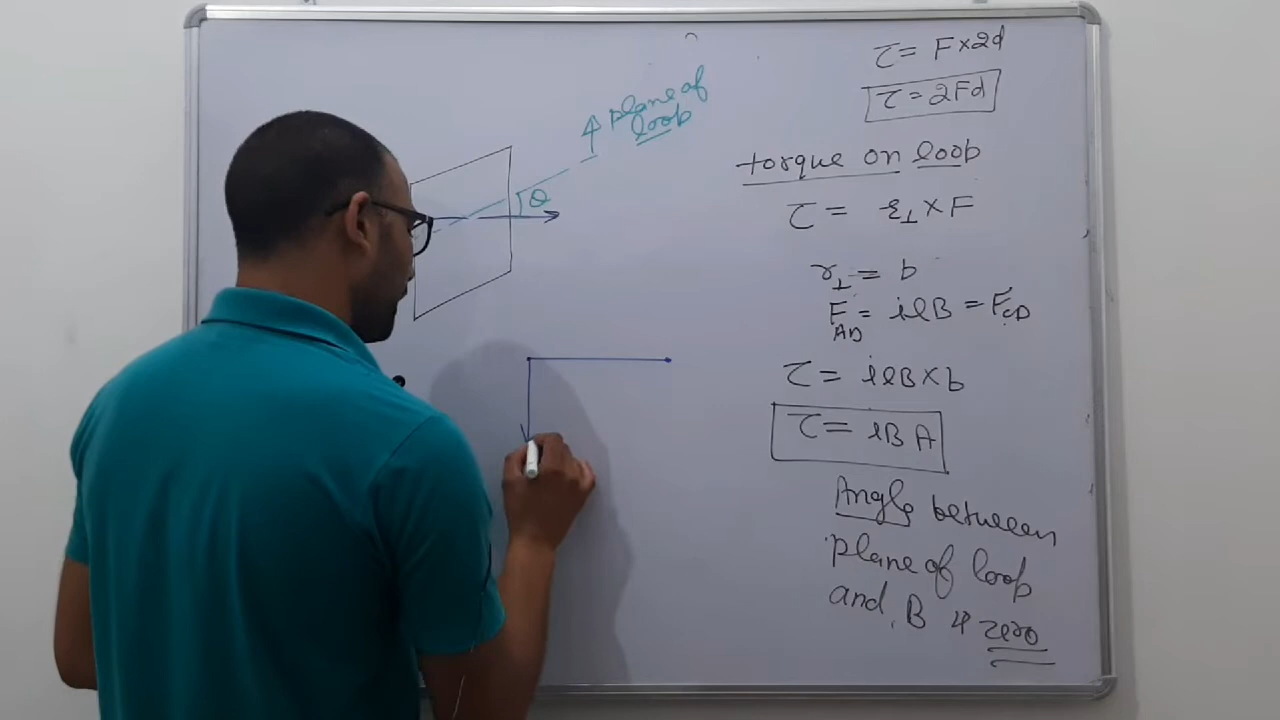 ↑ plane of
loop
θ
τ = F×2d
τ = 2Fd
torque on loop
τ = r⊥ × F
r⊥ = b
F = ilB = F_CD
AD
τ = ilB×b
τ = iBA
Angle between
plane of loop
and B is zero